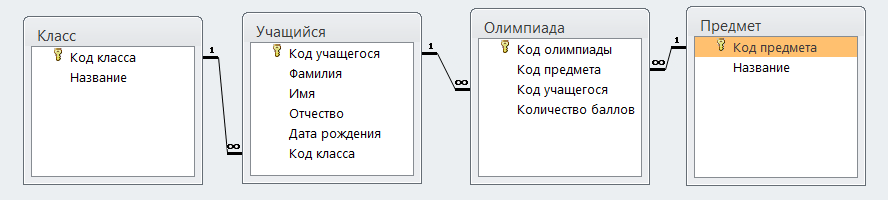 Класс
Код класса
Название
1
∞
Учащийся
Код учащегося
Фамилия
Имя
Отчество
Дата рождения
Код класса
1
∞
Олимпиада
Код олимпиады
Код предмета
Код учащегося
Количество баллов
∞
1
Предмет
Код предмета
Название